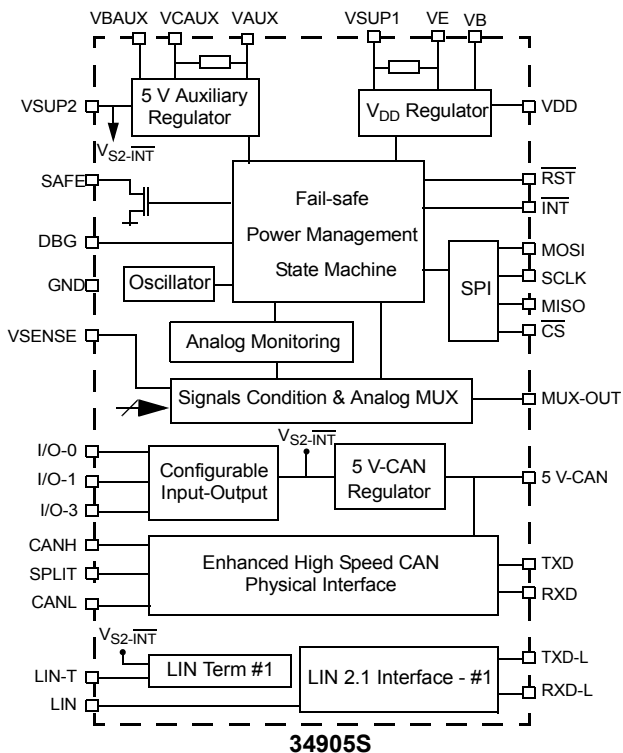 VBAUX VCAUX VAUX VSUP1 VE VB
5 V Auxiliary
Regulator
VSUP2
VS2-INT
VDD Regulator
VDD
SAFE
DBG
GND
VSENSE
Fail-safe
Power Management
State Machine
Oscillator
RST
INT
SPI
MOSI
SCLK
MISO
CS
Analog Monitoring
Signals Condition & Analog MUX
MUX-OUT
I/O-0
I/O-1
I/O-3
Configurable
Input-Output
VS2-INT
5 V-CAN
Regulator
5 V-CAN
CANH
SPLIT
CANL
Enhanced High Speed CAN
Physical Interface
TXD
RXD
VS2-INT
LIN-T
LIN
LIN Term #1
LIN 2.1 Interface - #1
TXD-L
RXD-L
34905S